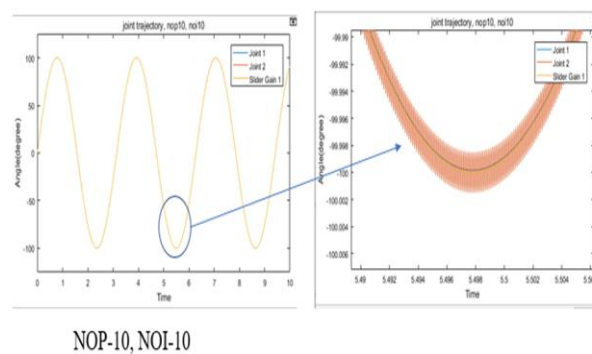 joint trajectory, nop10, noi10
Joint 1
Joint 2
Slider Gain 1
Angle(degree)
100
50
0
-50
-100
0 1 2 3 4 5 6 7 8 9 10
Time
joint trajectory, nop10, noi10
Joint 1
Joint 2
Slider Gain 1
Angle(degree)
-99.99
-99.992
-99.994
-99.996
-99.998
-100
-100.002
-100.004
-100.006
5.49 5.492 5.494 5.496 5.498 5.5 5.502 5.504
Time
NOP-10, NOI-10